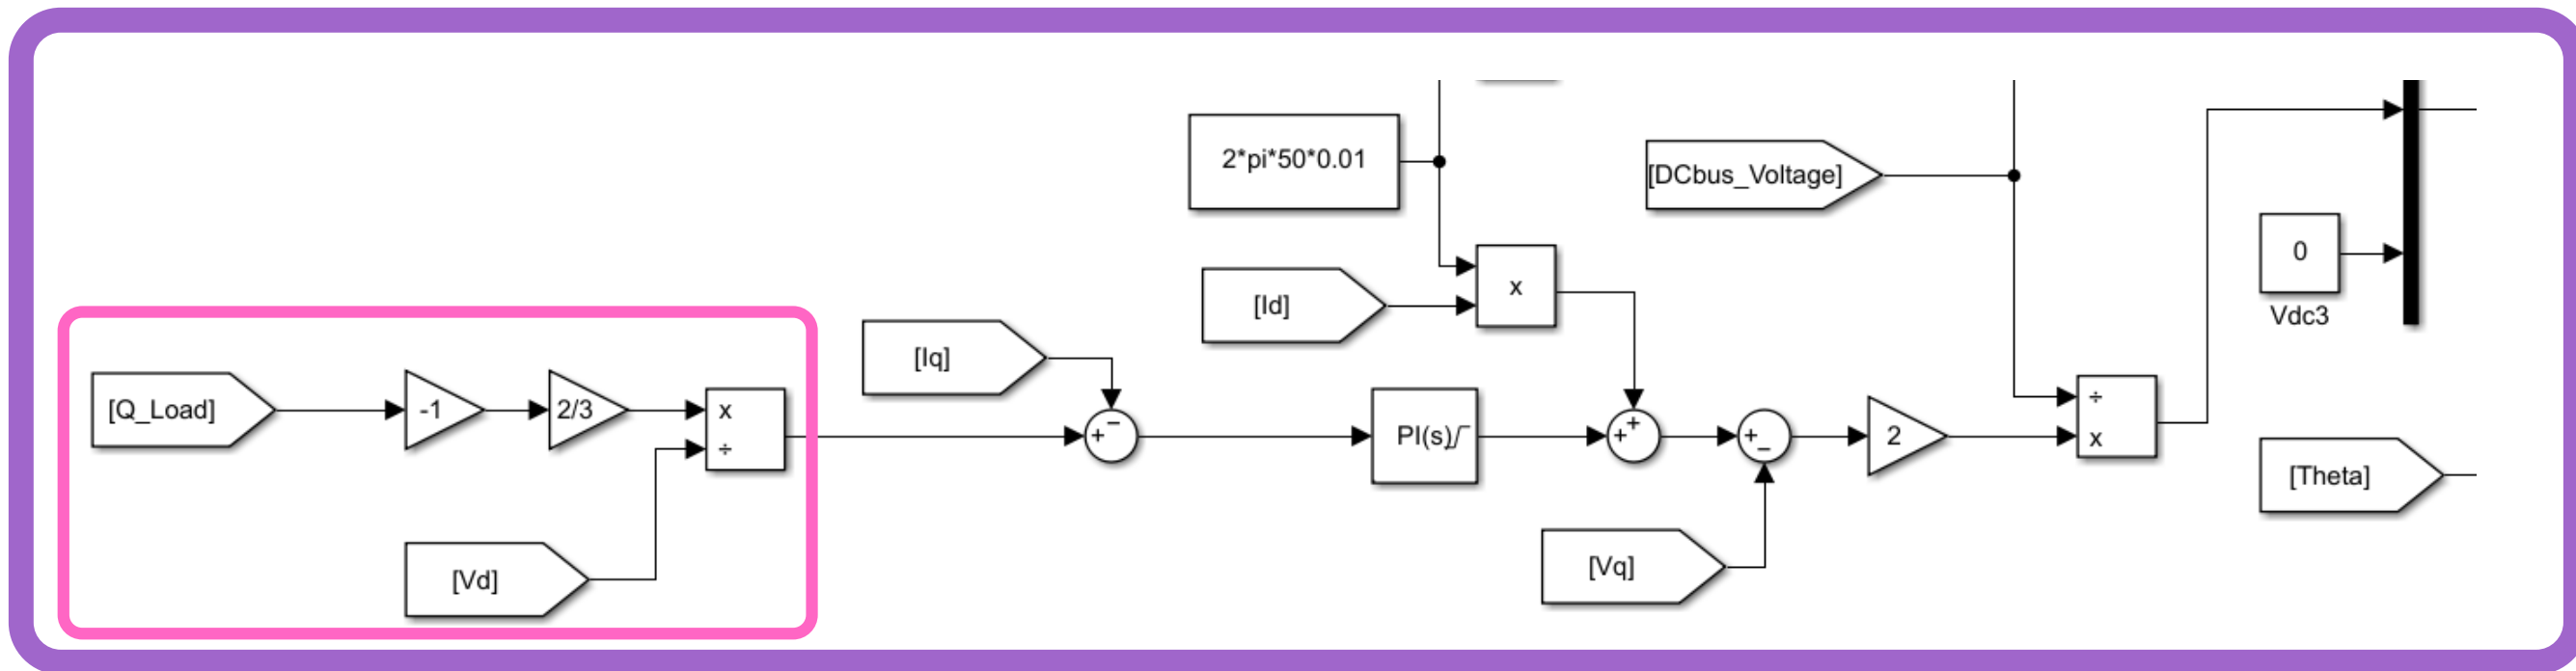 2*pi*50*0.01
[DCbus_Voltage]
[Id]
x
0
Vdc3
[Q_Load]
-1
2/3
x
÷
[Iq]
+
−
PI(s)
+
+
+
−
2
÷
x
[Theta]
[Vd]
[Vq]